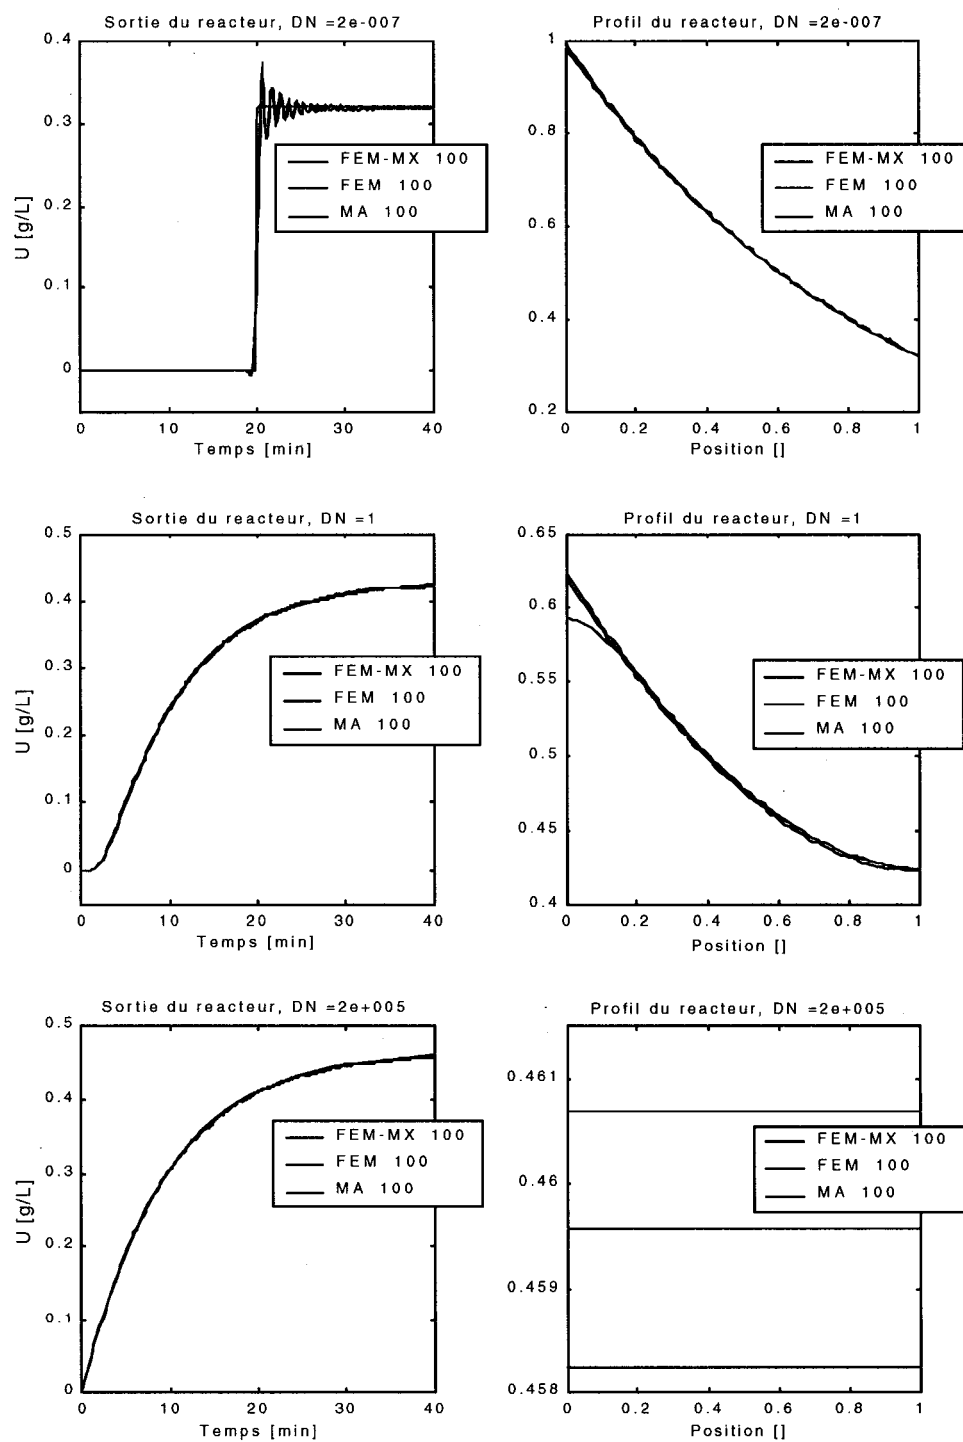 Sortie du reacteur, DN =2e-007
0.4
0.3
0.2
0.1
0
U [g/L]
FEM-MX 100
FEM 100
MA 100
0 10 20 30 40
Temps [min]
Profil du reacteur, DN =2e-007
1
0.8
0.6
0.4
0.2
FEM-MX 100
FEM 100
MA 100
0 0.2 0.4 0.6 0.8 1
Position []
Sortie du reacteur, DN =1
0.5
0.4
0.3
0.2
0.1
0
U [g/L]
FEM-MX 100
FEM 100
MA 100
0 10 20 30 40
Temps [min]
Profil du reacteur, DN =1
0.65
0.6
0.55
0.5
0.45
0.4
FEM-MX 100
FEM 100
MA 100
0 0.2 0.4 0.6 0.8 1
Position []
Sortie du reacteur, DN =2e+005
0.5
0.4
0.3
0.2
0.1
0
U [g/L]
FEM-MX 100
FEM 100
MA 100
0 10 20 30 40
Temps [min]
Profil du reacteur, DN =2e+005
0.461
0.46
0.459
0.458
FEM-MX 100
FEM 100
MA 100
0 0.2 0.4 0.6 0.8 1
Position []